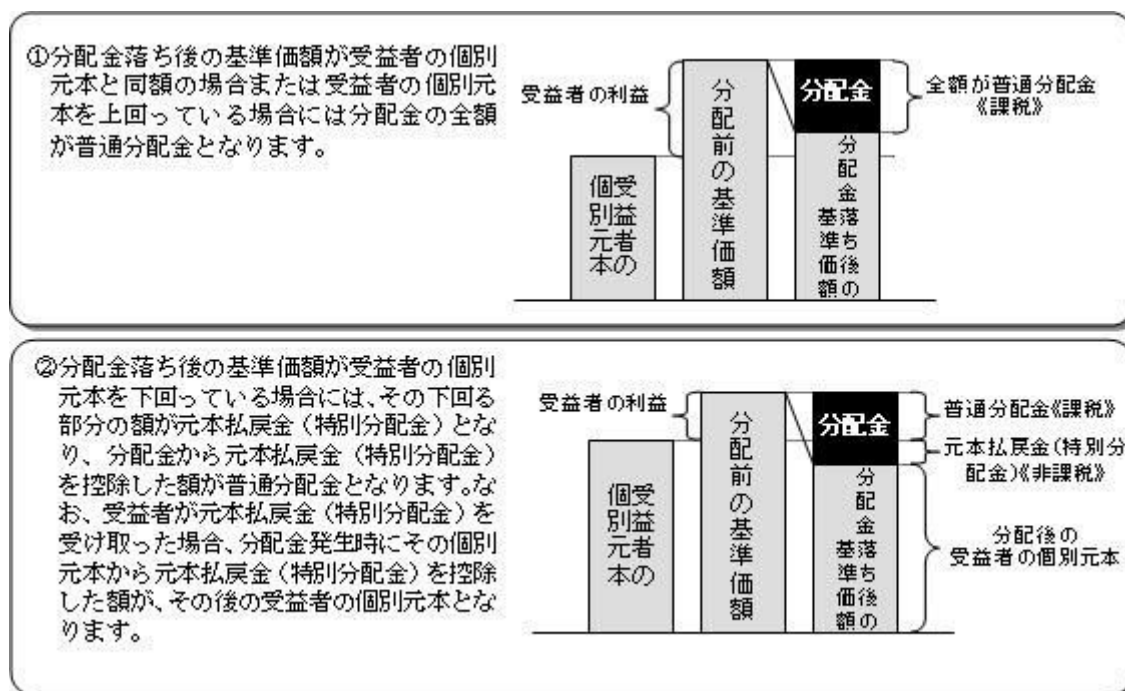 ①分配金落ち後の基準価額が受益者の個別
元本と同額の場合または受益者の個別元
本を上回っている場合には分配金の全額
が普通分配金となります。
受益者の利益
受益者の
個別元本
分配前の基準価額
分配金
分配金落ち後の
基準価額
全額が普通分配金
《課税》
②分配金落ち後の基準価額が受益者の個別
元本を下回っている場合には、その下回る
部分の額が元本払戻金(特別分配金)とな
り、分配金から元本払戻金(特別分配金)
を控除した額が普通分配金となります。な
お、受益者が元本払戻金(特別分配金)を
受け取った場合、分配金発生時にその個別
元本から元本払戻金(特別分配金)を控除
した額が、その後の受益者の個別元本とな
ります。
受益者の利益
受益者の
個別元本
分配前の基準価額
分配金
分配金落ち後の
基準価額
普通分配金《課税》
元本払戻金(特別分
配金)《非課税》
分配後の
受益者の個別元本